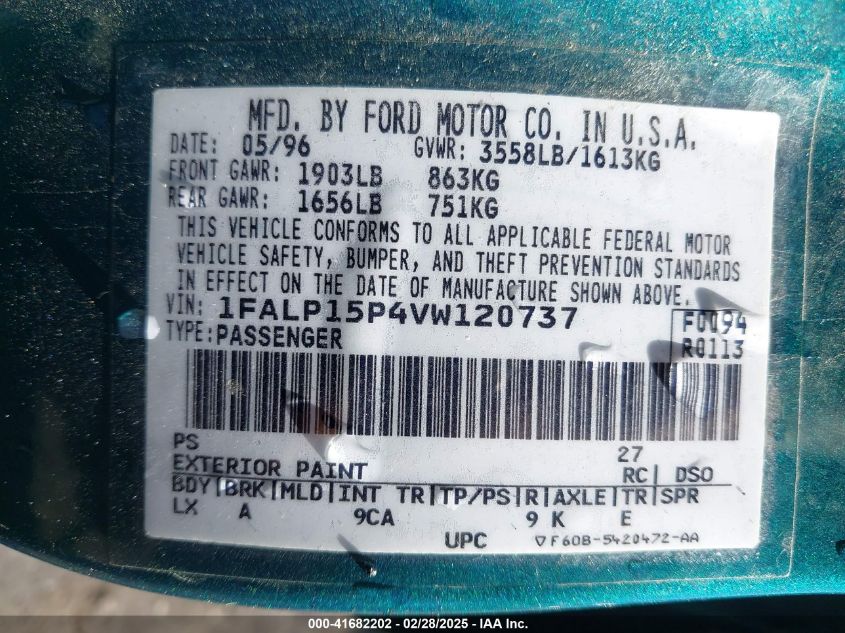 MFD. BY FORD MOTOR CO. IN U.S.A.
DATE: 05/96 GVWR: 3558LB/1613KG
FRONT GAWR: 1903LB 863KG
REAR GAWR: 1656LB 751KG
THIS VEHICLE CONFORMS TO ALL APPLICABLE FEDERAL MOTOR
VEHICLE SAFETY, BUMPER, AND THEFT PREVENTION STANDARDS
IN EFFECT ON THE DATE OF MANUFACTURE SHOWN ABOVE.
VIN: 1FALP15P4VW120737 F0094
TYPE: PASSENGER R0113
PS 27
EXTERIOR PAINT RC DSO
BDY BRK MLD INT TR TP/PS R AXLE TR SPR
LX A 9CA 9 K E
UPC ▽F60B-5420472-AA
000-41682202 - 02/28/2025 - IAA Inc.